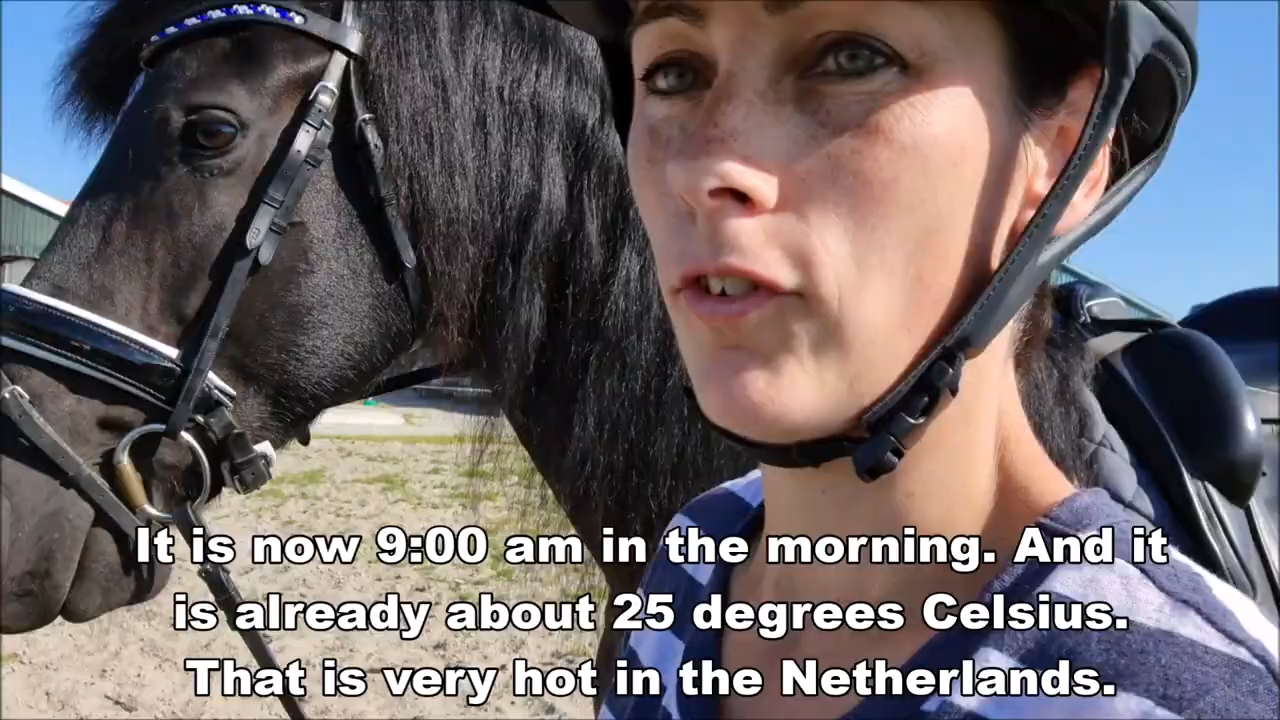 It is now 9:00 am in the morning. And it
is already about 25 degrees Celsius.
That is very hot in the Netherlands.